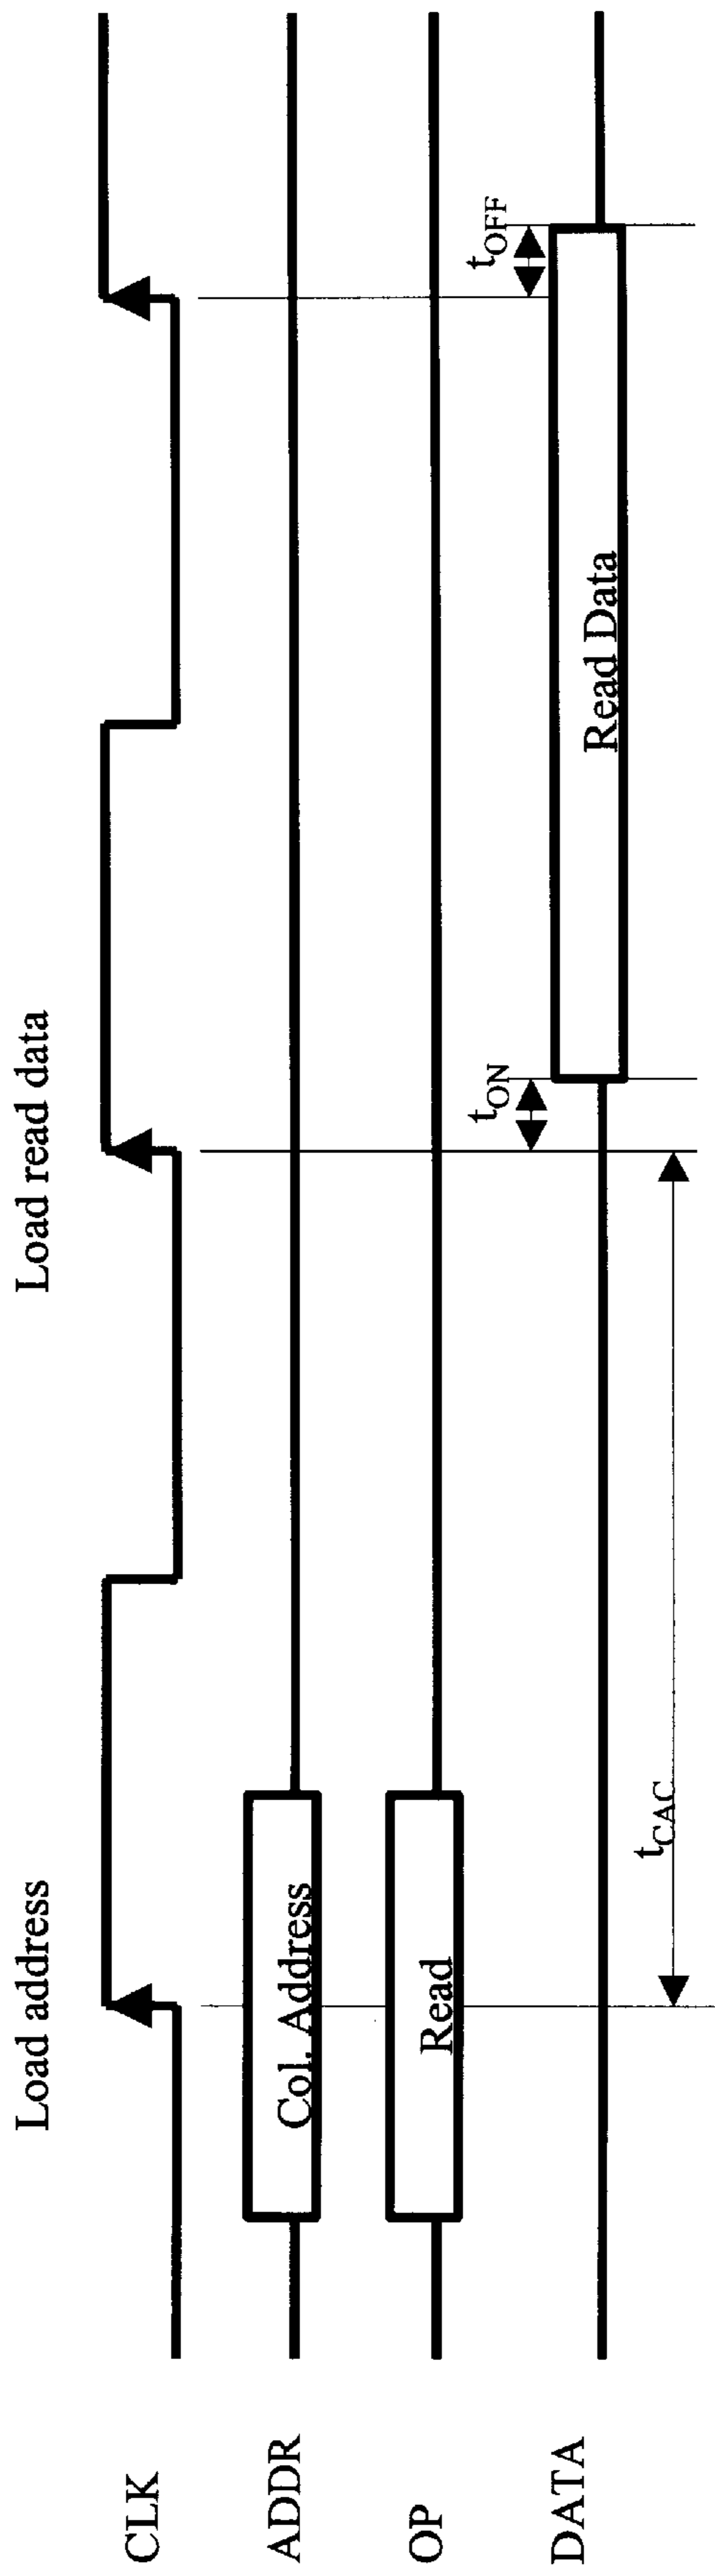 Load address
Load read data
CLK
ADDR
Col. Address
OP
Read
tON
tOFF
DATA
Read Data
tCAC